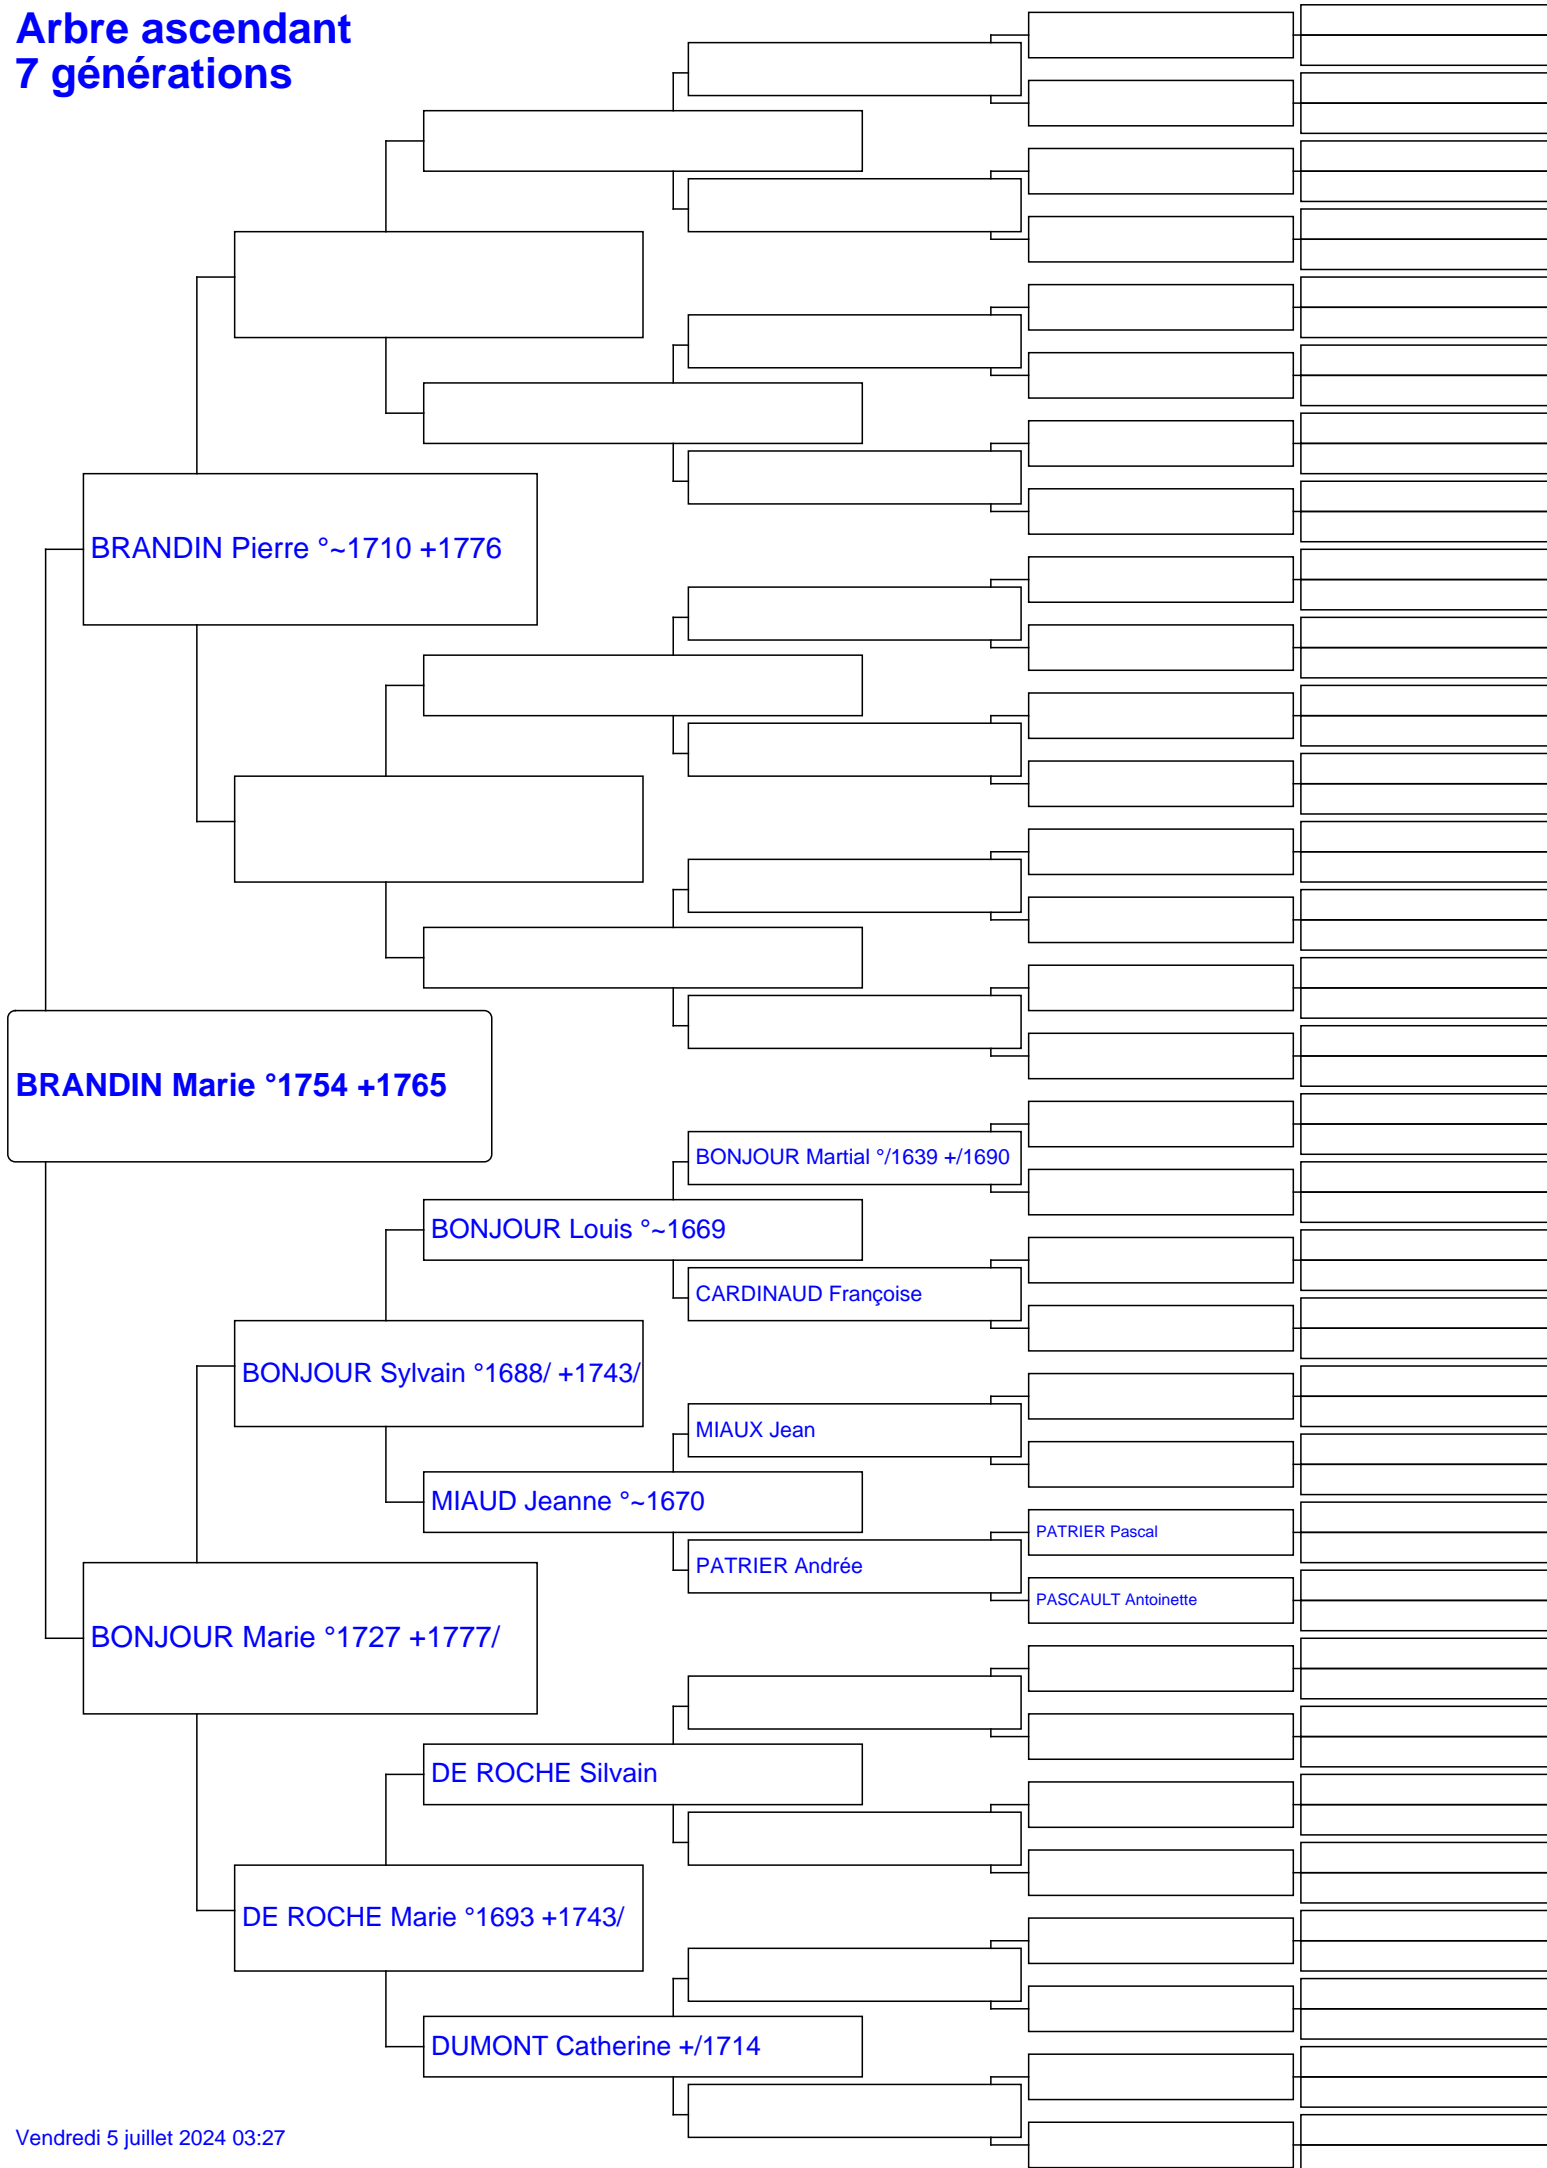 Arbre ascendant
7 générations
BRANDIN Pierre °~1710 +1776
BRANDIN Marie °1754 +1765
BONJOUR Martial °/1639 +/1690
BONJOUR Louis °~1669
CARDINAUD Françoise
BONJOUR Sylvain °1688/ +1743/
MIAUX Jean
MIAUD Jeanne °~1670
PATRIER Pascal
PATRIER Andrée
PASCAULT Antoinette
BONJOUR Marie °1727 +1777/
DE ROCHE Silvain
DE ROCHE Marie °1693 +1743/
DUMONT Catherine +/1714
Vendredi 5 juillet 2024 03:27